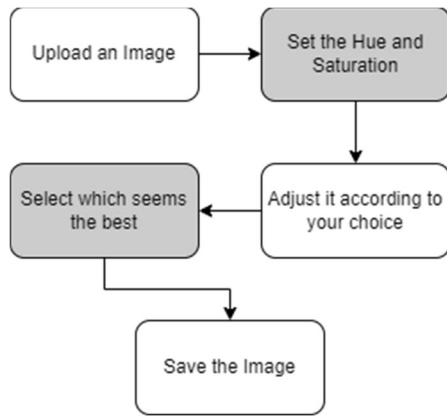 Upload an Image
Set the Hue and
Saturation
Adjust it according to
your choice
Select which seems
the best
Save the Image